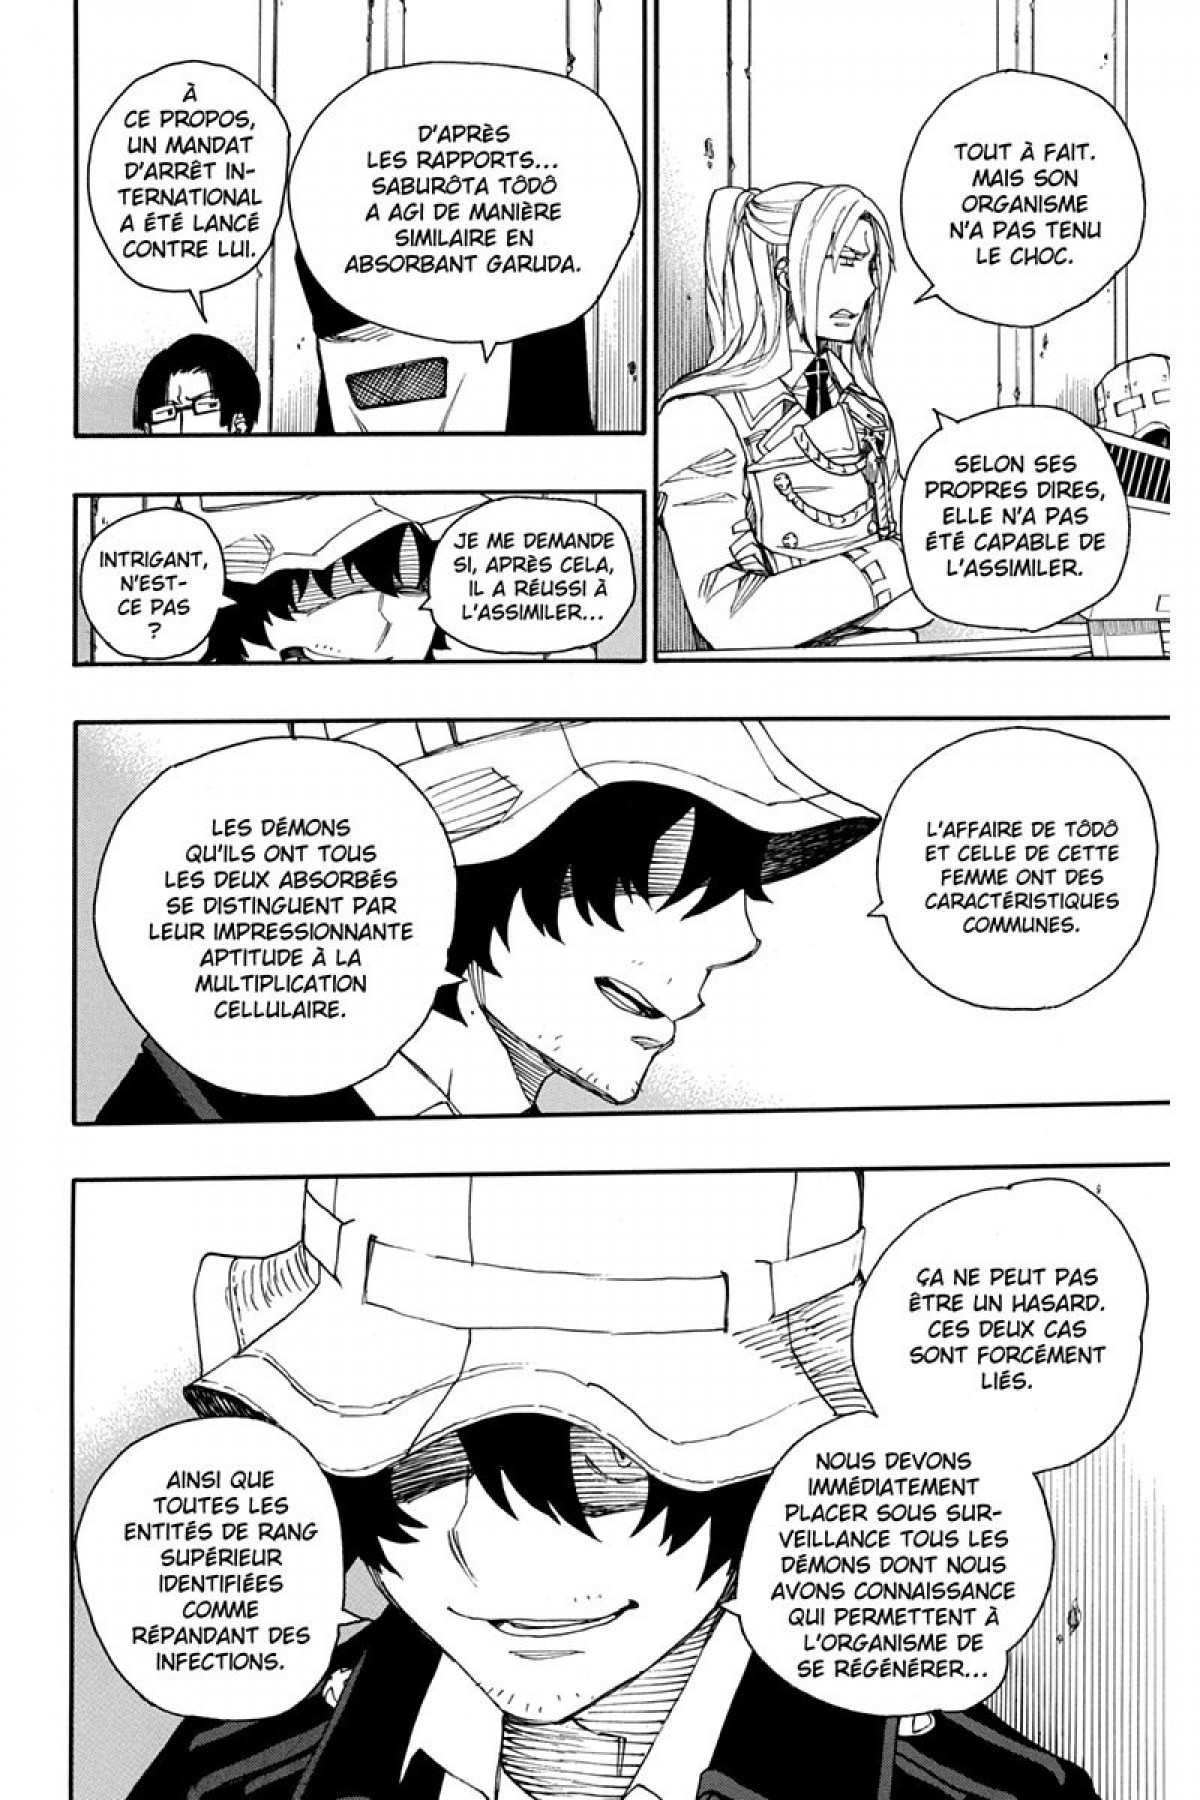 TOUT À FAIT.
MAIS SON
ORGANISME
N'A PAS TENU
LE CHOC.
SELON SES
PROPRES DIRES,
ELLE N'A PAS
ÉTÉ CAPABLE DE
L'ASSIMILER.
D'APRÈS
LES RAPPORTS...
SABURÔTA TÔDÔ
A AGI DE MANIÈRE
SIMILAIRE EN
ABSORBANT GARUDA.
À
CE PROPOS,
UN MANDAT
D'ARRÊT IN-
TERNATIONAL
A ÉTÉ LANCÉ
CONTRE LUI.
JE ME DEMANDE
SI, APRÈS CELA,
IL A RÉUSSI À
L'ASSIMILER...
INTRIGANT,
N'EST-
CE PAS
?
L'AFFAIRE DE TÔDÔ
ET CELLE DE CETTE
FEMME ONT DES
CARACTÉRISTIQUES
COMMUNES.
LES DÉMONS
QU'ILS ONT TOUS
LES DEUX ABSORBÉS
SE DISTINGUENT PAR
LEUR IMPRESSIONNANTE
APTITUDE À LA
MULTIPLICATION
CELLULAIRE.
ÇA NE PEUT PAS
ÊTRE UN HASARD.
CES DEUX CAS
SONT FORCÉMENT
LIÉS.
NOUS DEVONS
IMMÉDIATEMENT
PLACER SOUS SUR-
VEILLANCE TOUS LES
DÉMONS DONT NOUS
AVONS CONNAISSANCE
QUI PERMETTENT À
L'ORGANISME DE
SE RÉGÉNÉRER...
AINSI QUE
TOUTES LES
ENTITÉS DE RANG
SUPÉRIEUR
IDENTIFIÉES
COMME
RÉPANDANT DES
INFECTIONS.